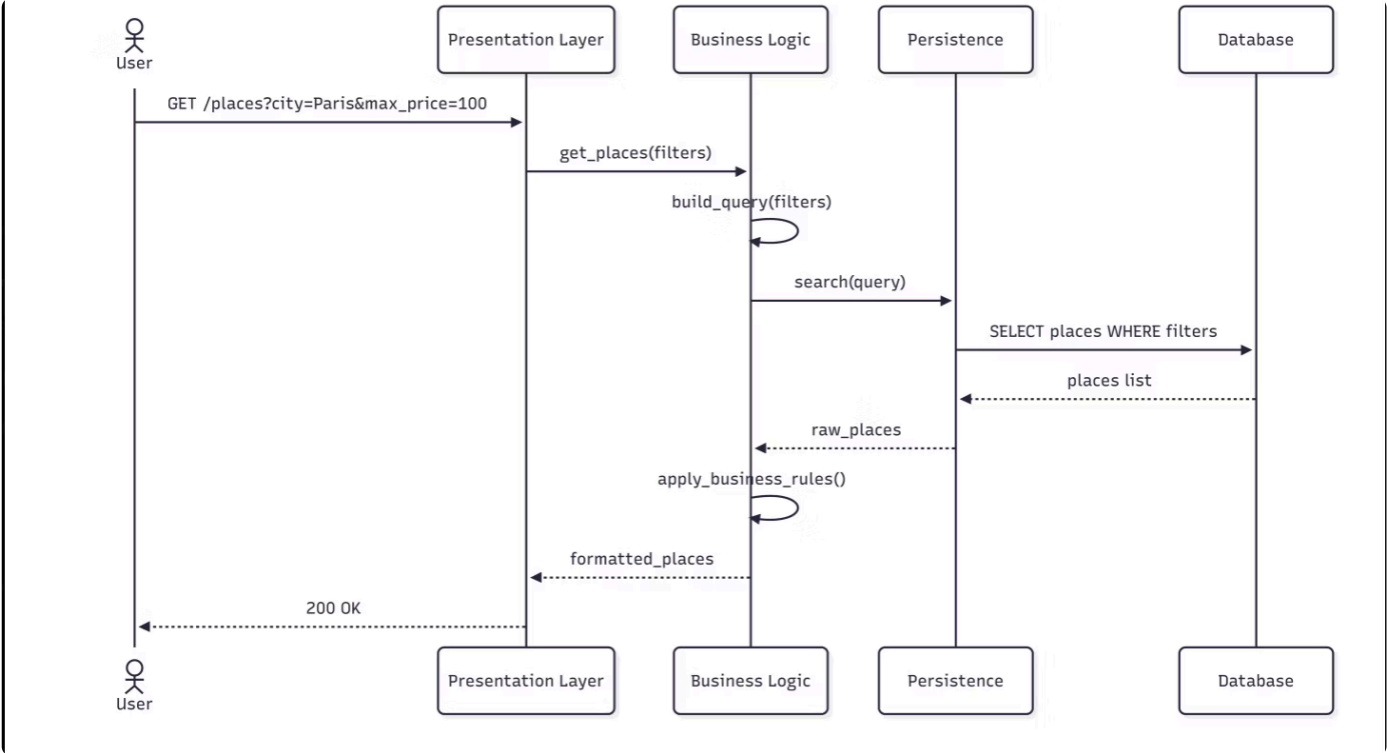 User
Presentation Layer
Business Logic
Persistence
Database
GET /places?city=Paris&max_price=100
get_places(filters)
build_query(filters)
search(query)
SELECT places WHERE filters
places list
raw_places
apply_business_rules()
formatted_places
200 OK
User
Presentation Layer
Business Logic
Persistence
Database